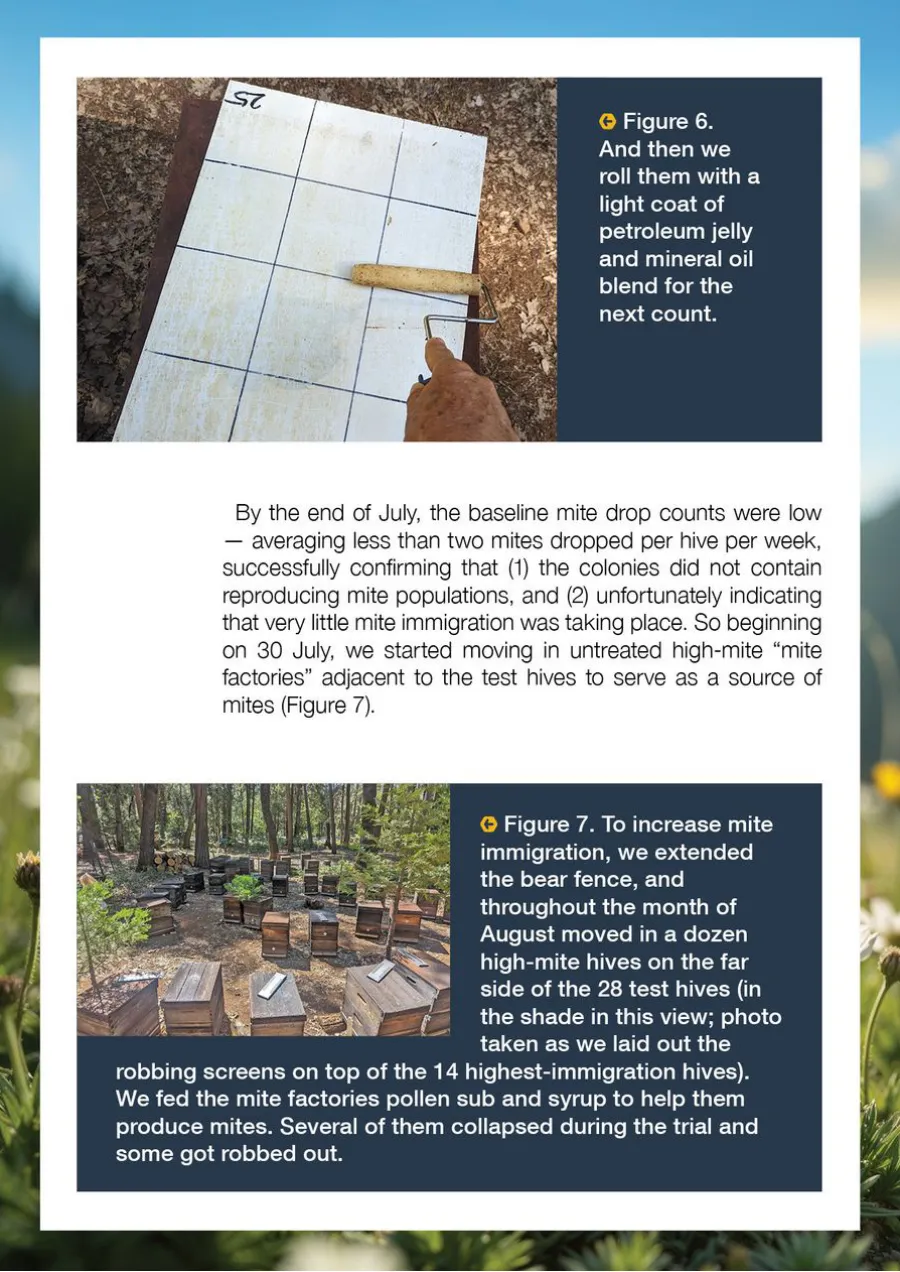 25
Figure 6.
And then we
roll them with a
light coat of
petroleum jelly
and mineral oil
blend for the
next count.
By the end of July, the baseline mite drop counts were low
— averaging less than two mites dropped per hive per week,
successfully confirming that (1) the colonies did not contain
reproducing mite populations, and (2) unfortunately indicating
that very little mite immigration was taking place. So beginning
on 30 July, we started moving in untreated high-mite “mite
factories” adjacent to the test hives to serve as a source of
mites (Figure 7).
Figure 7. To increase mite
immigration, we extended
the bear fence, and
throughout the month of
August moved in a dozen
high-mite hives on the far
side of the 28 test hives (in
the shade in this view; photo
taken as we laid out the
robbing screens on top of the 14 highest-immigration hives).
We fed the mite factories pollen sub and syrup to help them
produce mites. Several of them collapsed during the trial and
some got robbed out.